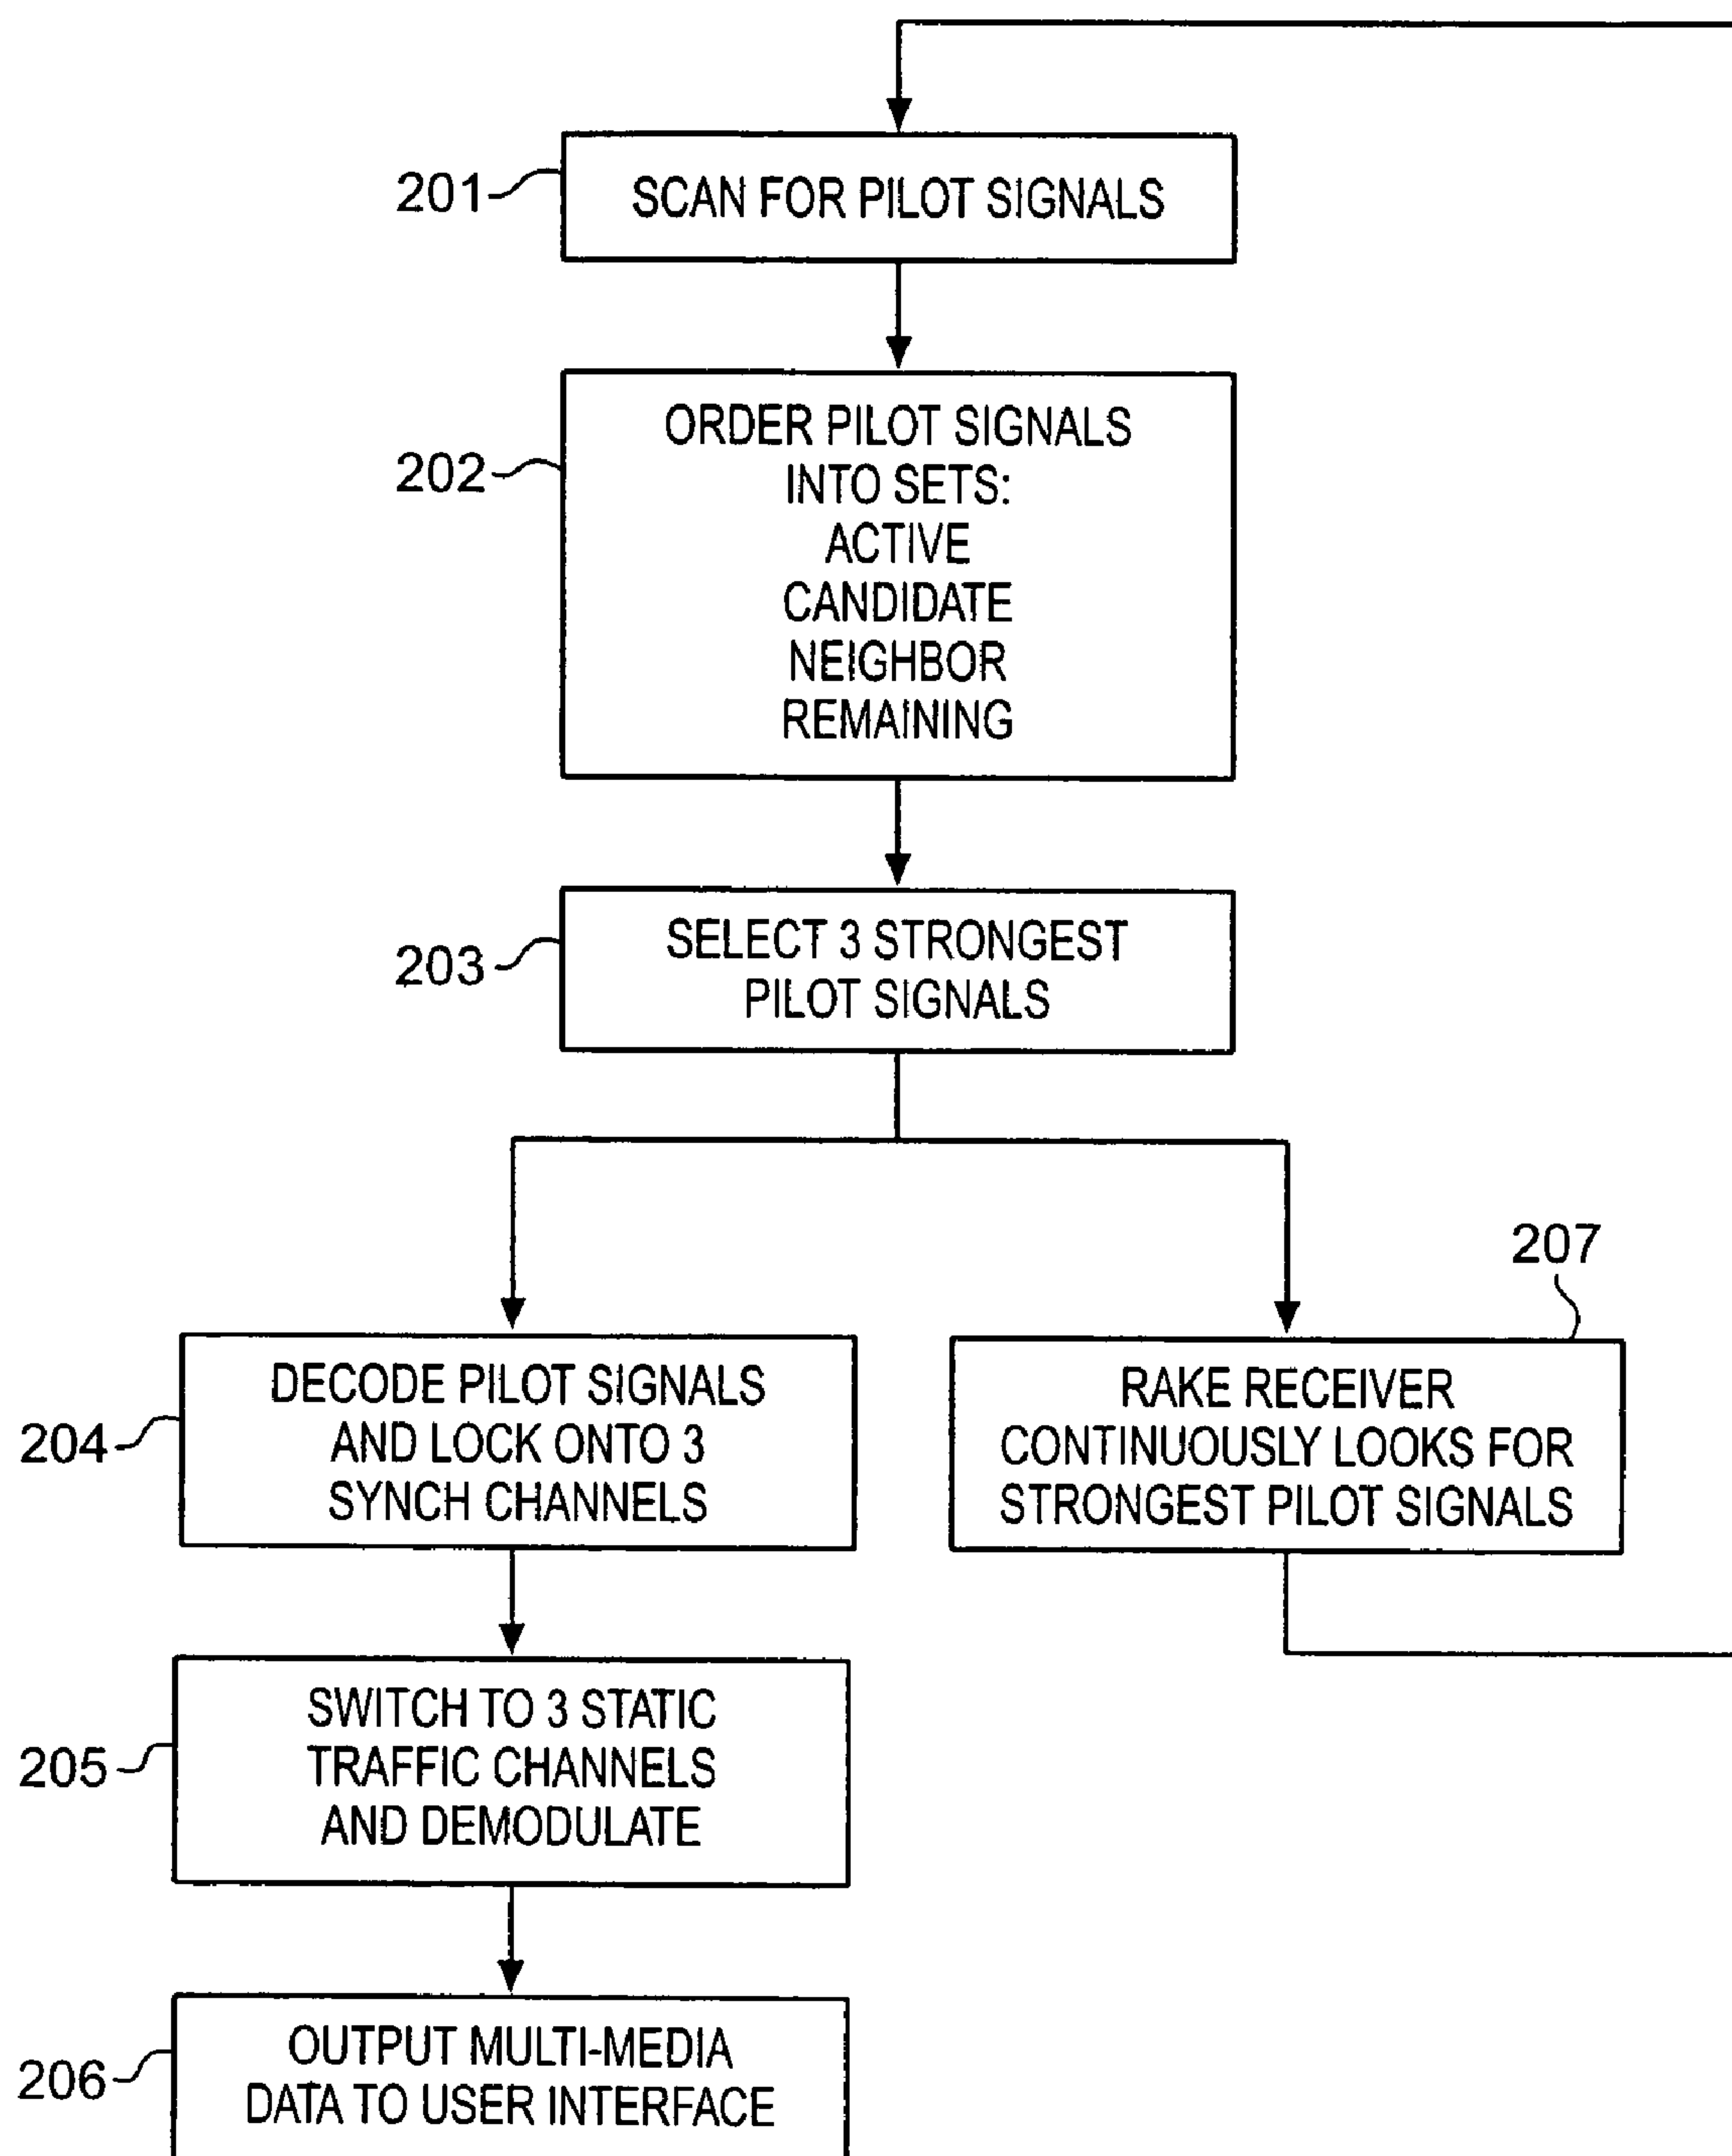 201
SCAN FOR PILOT SIGNALS
202
ORDER PILOT SIGNALS
INTO SETS:
ACTIVE
CANDIDATE
NEIGHBOR
REMAINING
203
SELECT 3 STRONGEST
PILOT SIGNALS
204
DECODE PILOT SIGNALS
AND LOCK ONTO 3
SYNCH CHANNELS
207
RAKE RECEIVER
CONTINUOUSLY LOOKS FOR
STRONGEST PILOT SIGNALS
205
SWITCH TO 3 STATIC
TRAFFIC CHANNELS
AND DEMODULATE
206
OUTPUT MULTI-MEDIA
DATA TO USER INTERFACE